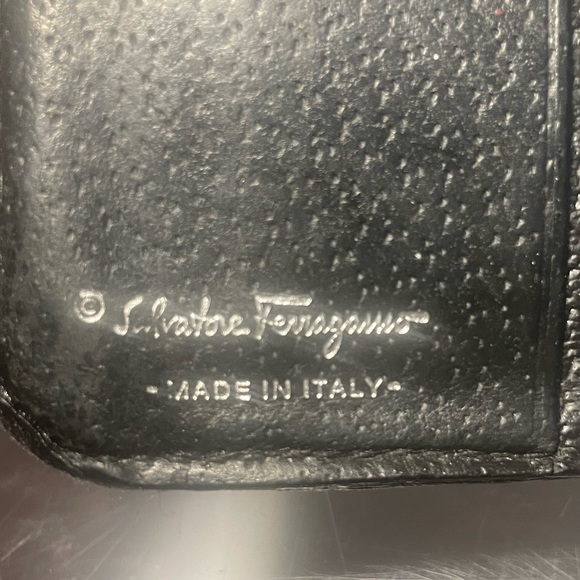 © Salvatore Ferragamo
- MADE IN ITALY -